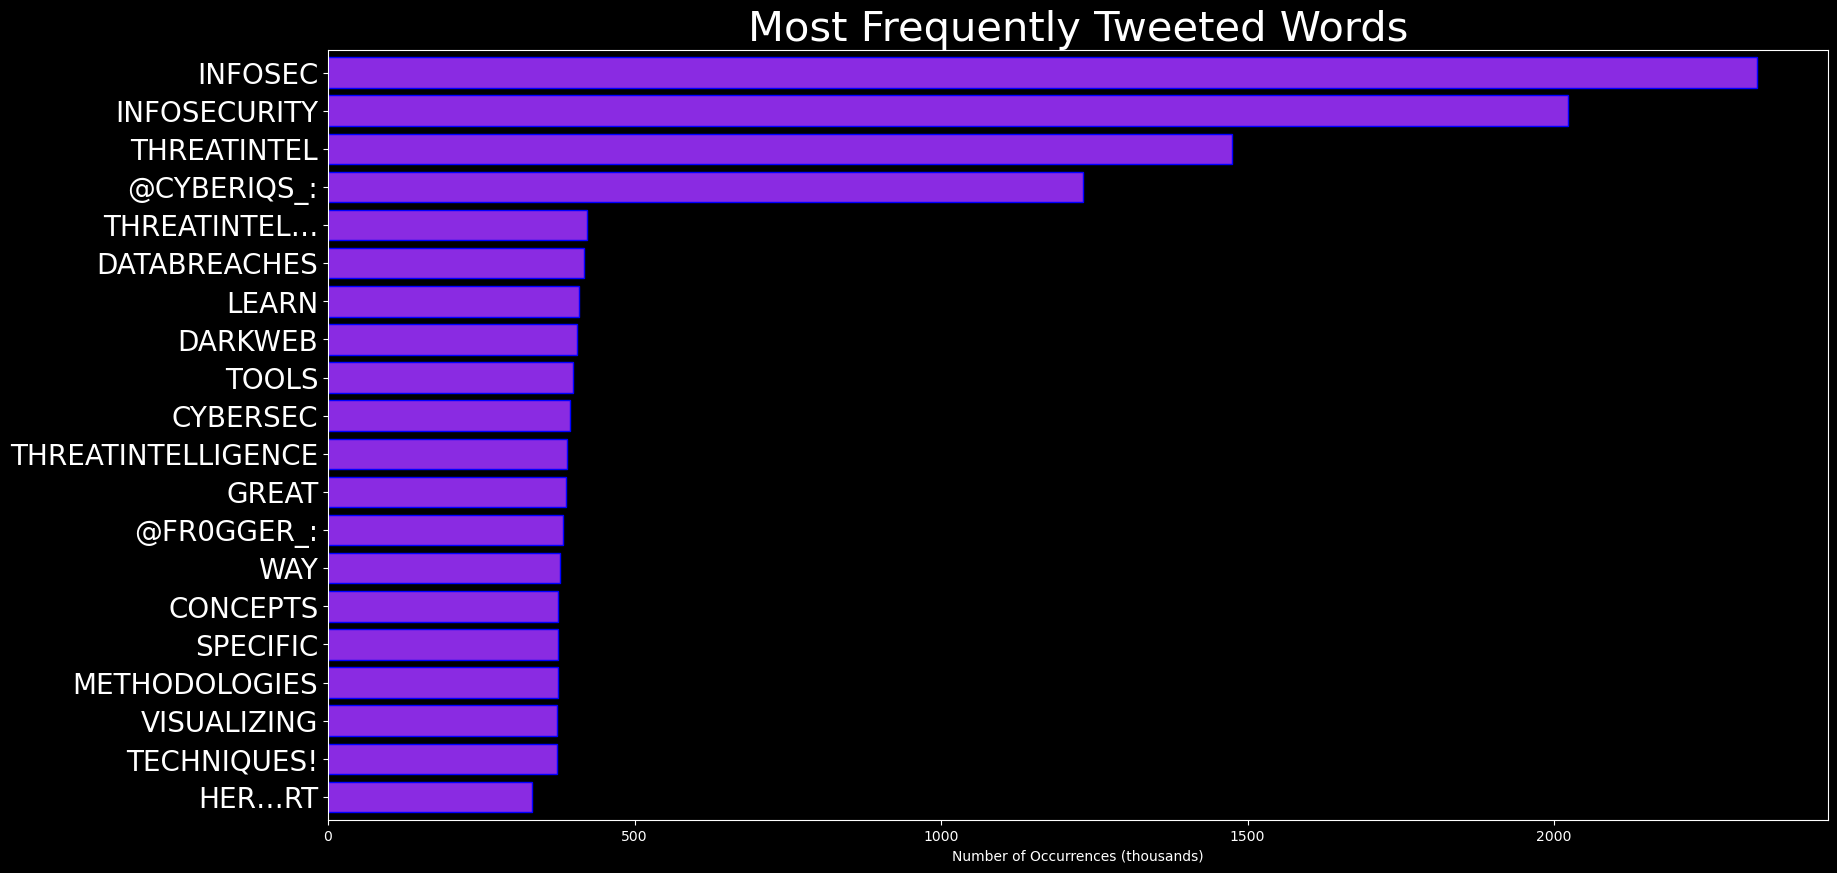 Most Frequently Tweeted Words
INFOSEC
INFOSECURITY
THREATINTEL
@CYBERIQS_:
THREATINTEL…
DATABREACHES
LEARN
DARKWEB
TOOLS
CYBERSEC
THREATINTELLIGENCE
GREAT
@FR0GGER_:
WAY
CONCEPTS
SPECIFIC
METHODOLOGIES
VISUALIZING
TECHNIQUES!
HER…RT
0 500 1000 1500 2000
Number of Occurrences (thousands)